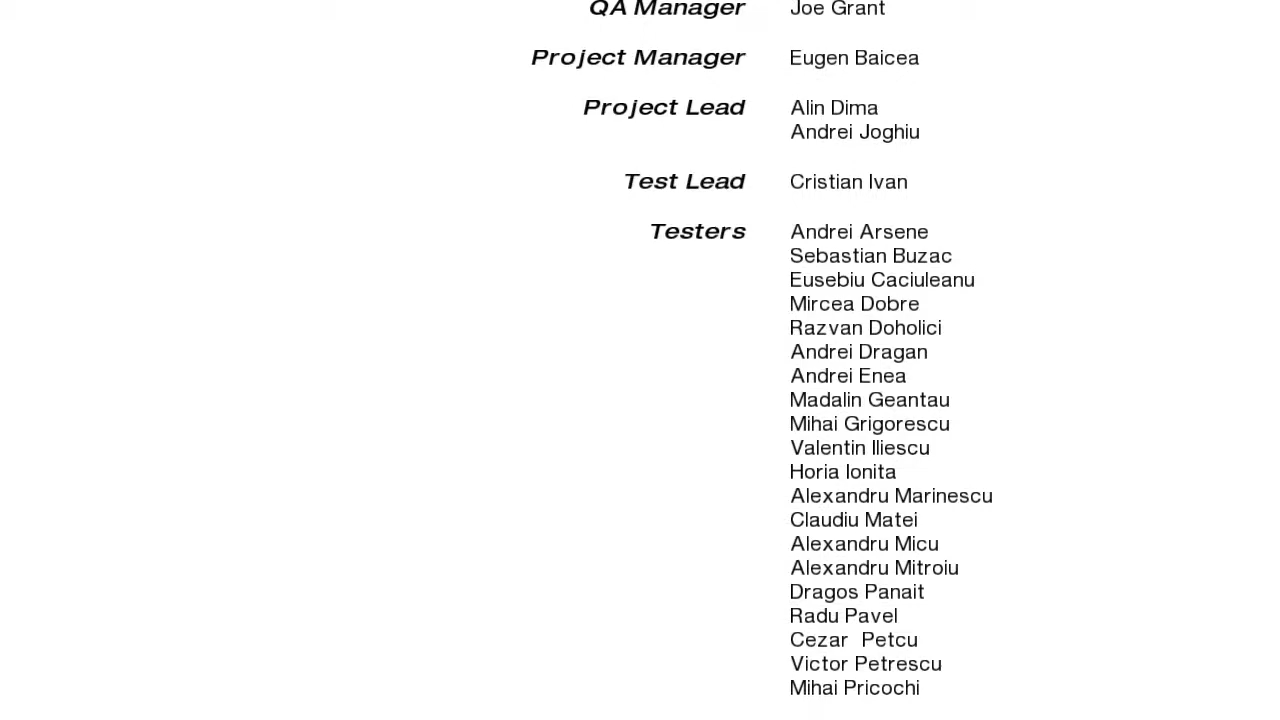 QA Manager Joe Grant
Project Manager Eugen Baicea
Project Lead Alin Dima
Andrei Joghiu
Test Lead Cristian Ivan
Testers Andrei Arsene
Sebastian Buzac
Eusebiu Caciuleanu
Mircea Dobre
Razvan Doholici
Andrei Dragan
Andrei Enea
Madalin Geantau
Mihai Grigorescu
Valentin Iliescu
Horia Ionita
Alexandru Marinescu
Claudiu Matei
Alexandru Micu
Alexandru Mitroiu
Dragos Panait
Radu Pavel
Cezar  Petcu
Victor Petrescu
Mihai Pricochi